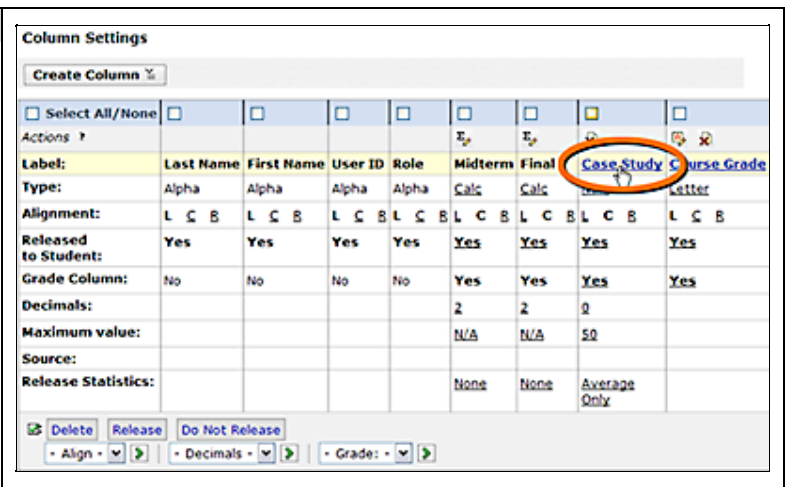 Column Settings
Create Column
Select All/None
Actions ?
Label: Last Name First Name User ID Role Midterm Final Case Study Course Grade
Type: Alpha Alpha Alpha Alpha Calc Calc Letter
Alignment: L C R L C R L C R L C R L C R L C R L C R L C R
Released Yes Yes Yes Yes Yes Yes Yes Yes
to Student:
Grade Column: No No No No Yes Yes Yes Yes
Decimals: 2 2 0
Maximum value: N/A N/A 50
Source:
Release Statistics: None None Average
Only
Delete Release Do Not Release
- Align - - Decimals - - Grade: -